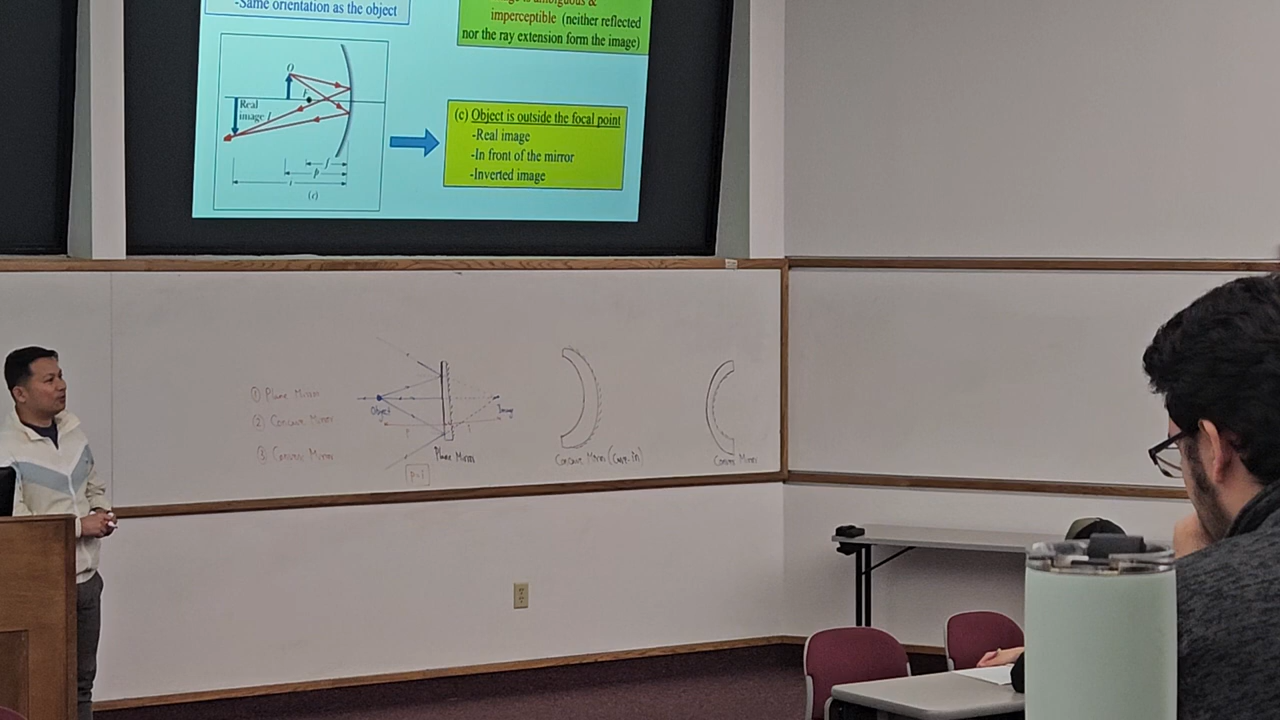 -Same orientation as the object
imperceptible (neither reflected
nor the ray extension form the image)
O
Real
image I
f
p
i
(c)
(c) Object is outside the focal point
-Real image
-In front of the mirror
-Inverted image
① Plane Mirror
② Concave Mirror
③ Convex Mirror
Object
Image
Plane Mirror
Concave Mirror (Curve-in)
Convex Mirror